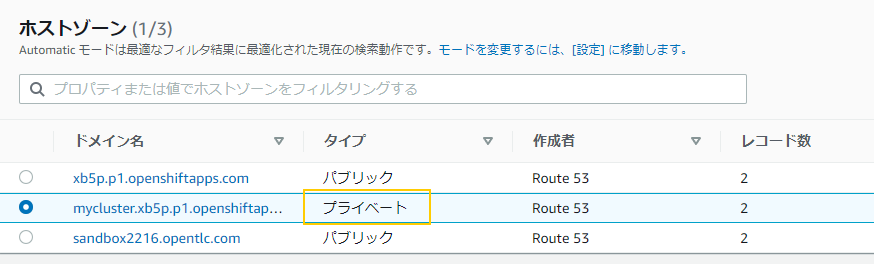 ホストゾーン (1/3)
Automatic モードは最適なフィルタ結果に最適化された現在の検索動作です。モードを変更するには、[設定] に移動します。
プロパティまたは値でホストゾーンをフィルタリングする
ドメイン名 タイプ 作成者 レコード数
xb5p.p1.openshiftapps.com パブリック Route 53 2
mycluster.xb5p.p1.openshiftap... プライベート Route 53 2
sandbox2216.opentlc.com パブリック Route 53 2